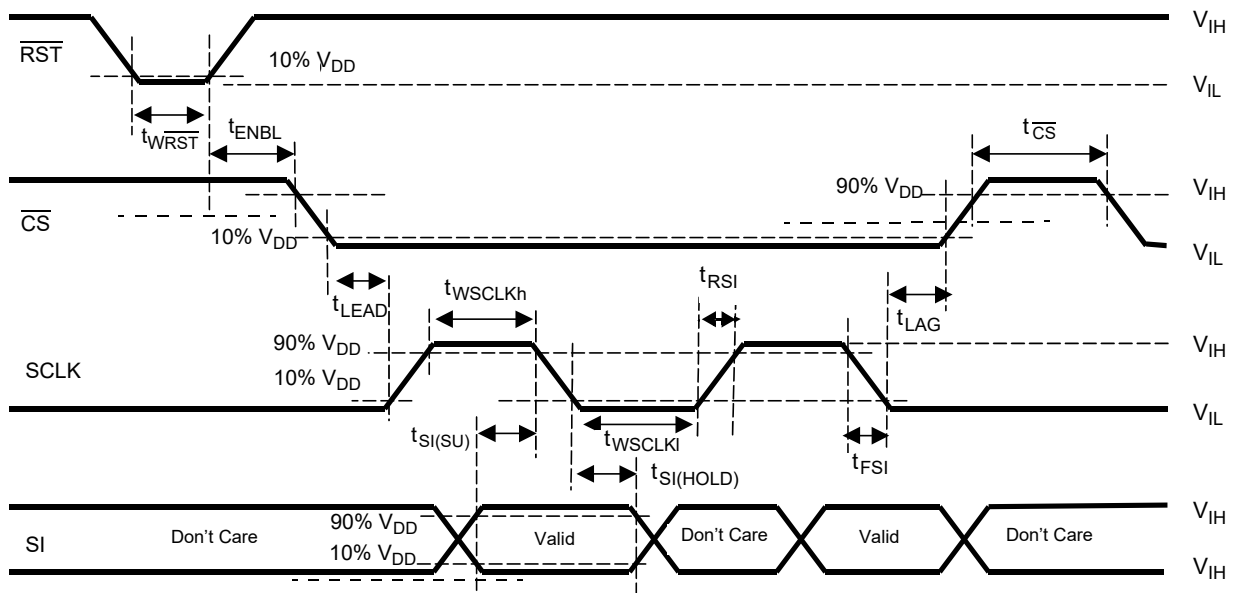 V_IH
RST
10% V_DD
V_IL
t_WRST
t_ENBL
t_CS
90% V_DD
V_IH
CS
10% V_DD
V_IL
t_LEAD
t_WSCLKh
t_RSI
t_LAG
90% V_DD
V_IH
SCLK
10% V_DD
V_IL
t_SI(SU)
t_WSCLKl
t_FSI
t_SI(HOLD)
V_IH
90% V_DD
SI
Don't Care
Valid
Don't Care
Valid
Don't Care
10% V_DD
V_IH